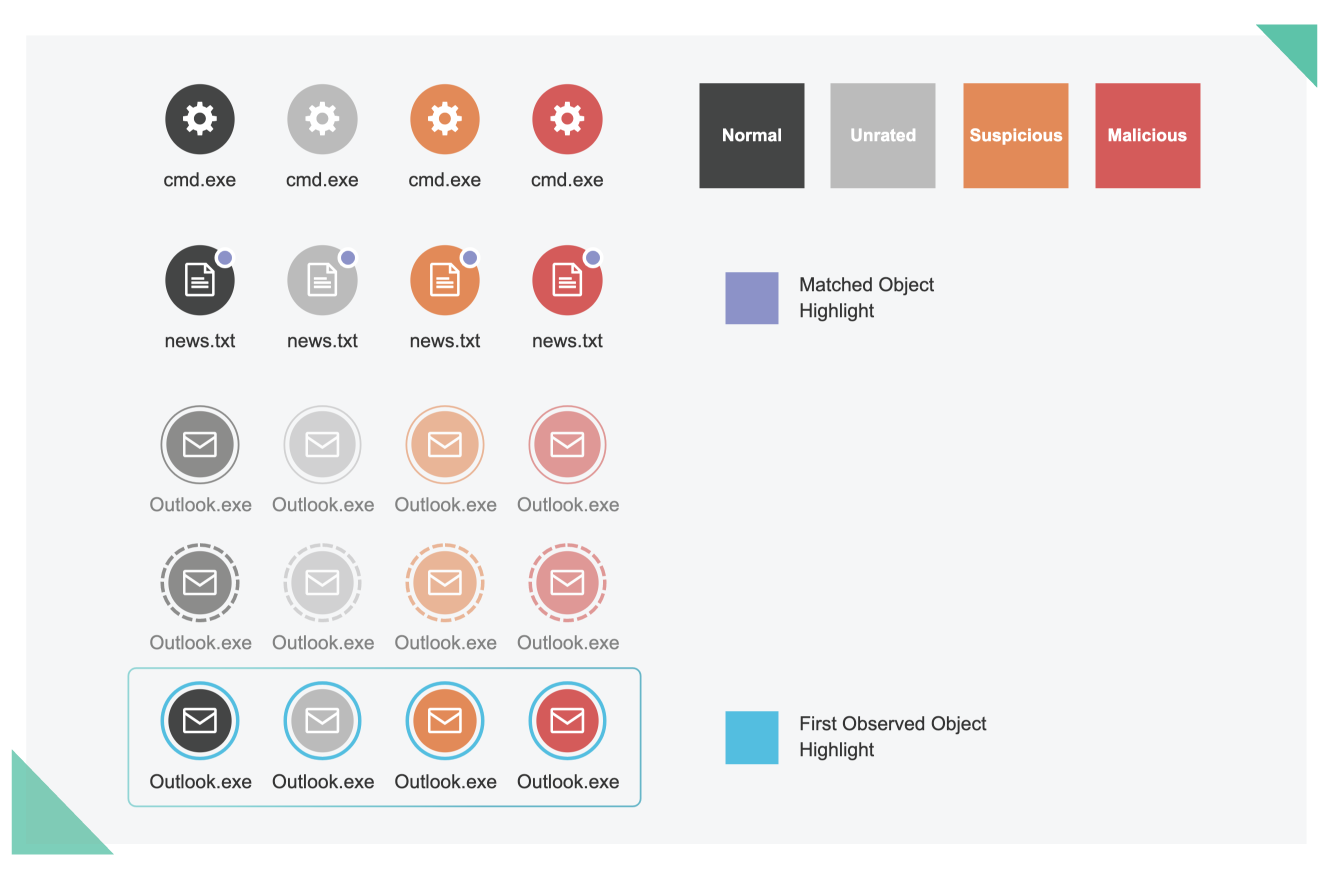 cmd.exe cmd.exe cmd.exe cmd.exe
Normal Unrated Suspicious Malicious
news.txt news.txt news.txt news.txt
Matched Object
Highlight
Outlook.exe Outlook.exe Outlook.exe Outlook.exe
Outlook.exe Outlook.exe Outlook.exe Outlook.exe
Outlook.exe Outlook.exe Outlook.exe Outlook.exe
First Observed Object
Highlight